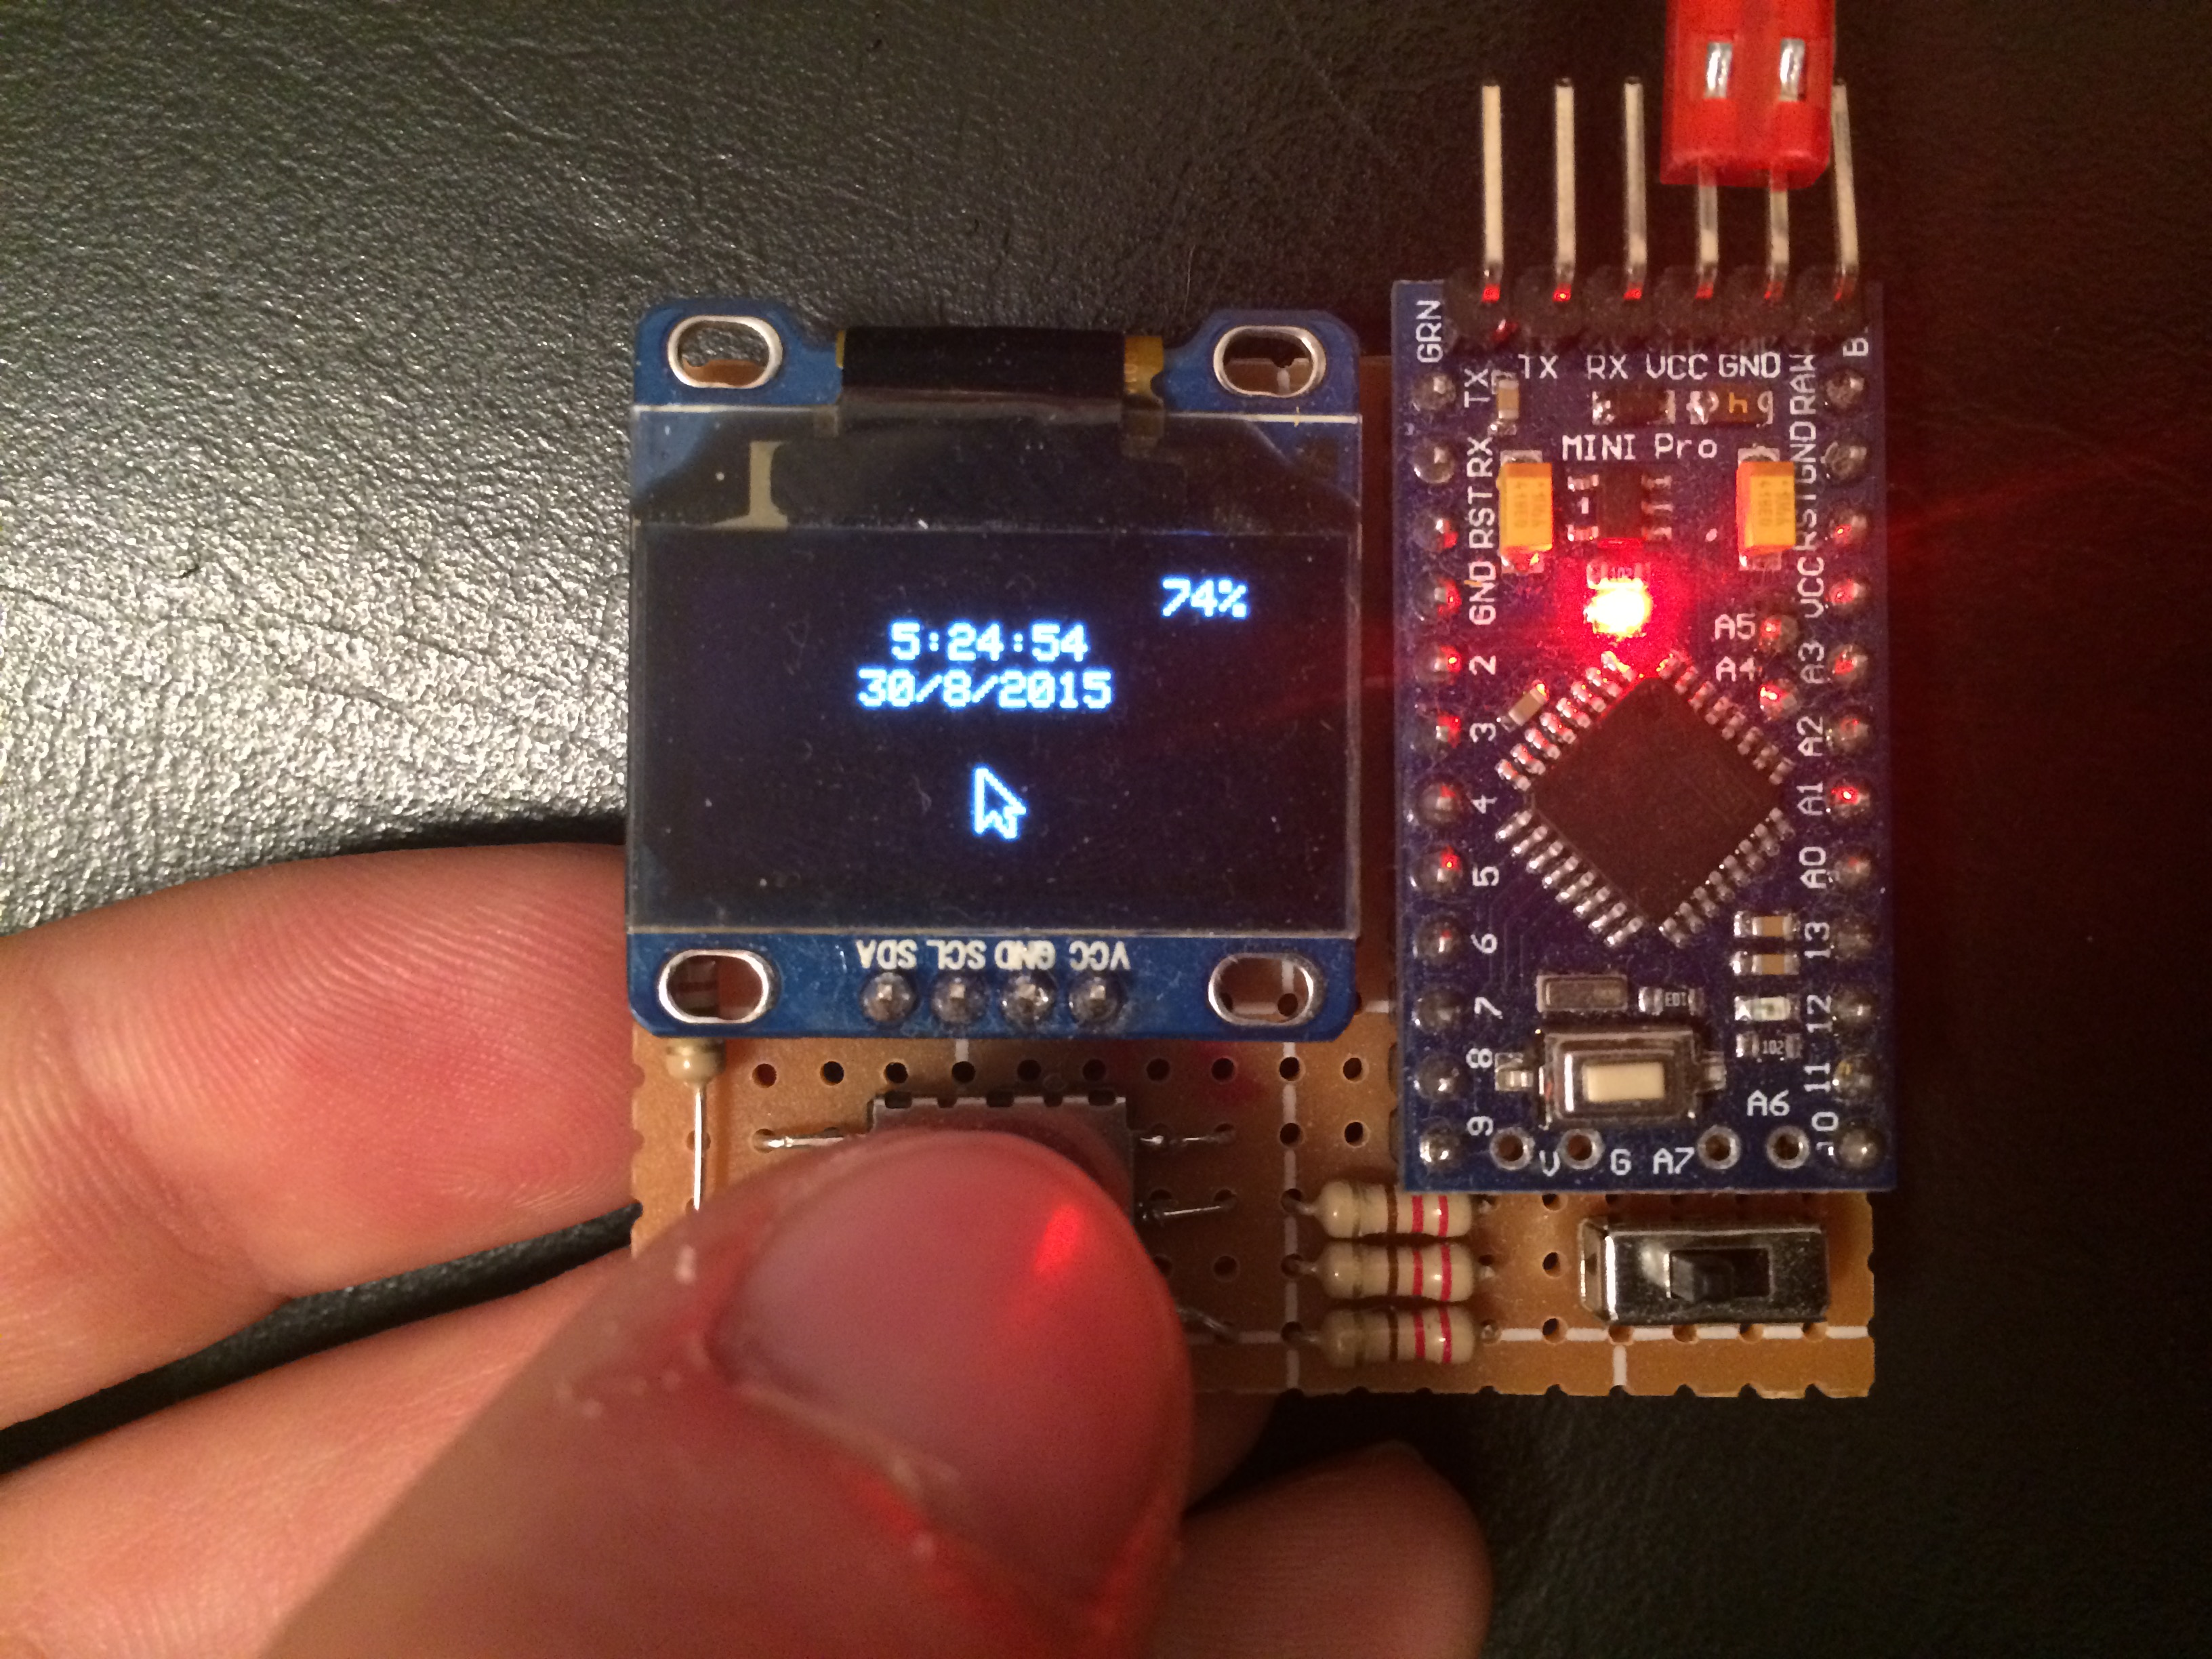 74%
5:24:54
30/8/2015
SDA
SCL
GND
VCC
GRN
9 8 7 6 5 4 3 2 GND RST RX TX
TX
RX
VCC
GND
MINI Pro
G
A7
A6
A4
A5
10 11 12 13 A0 A1 A2 A3 VCC RST GND RAW